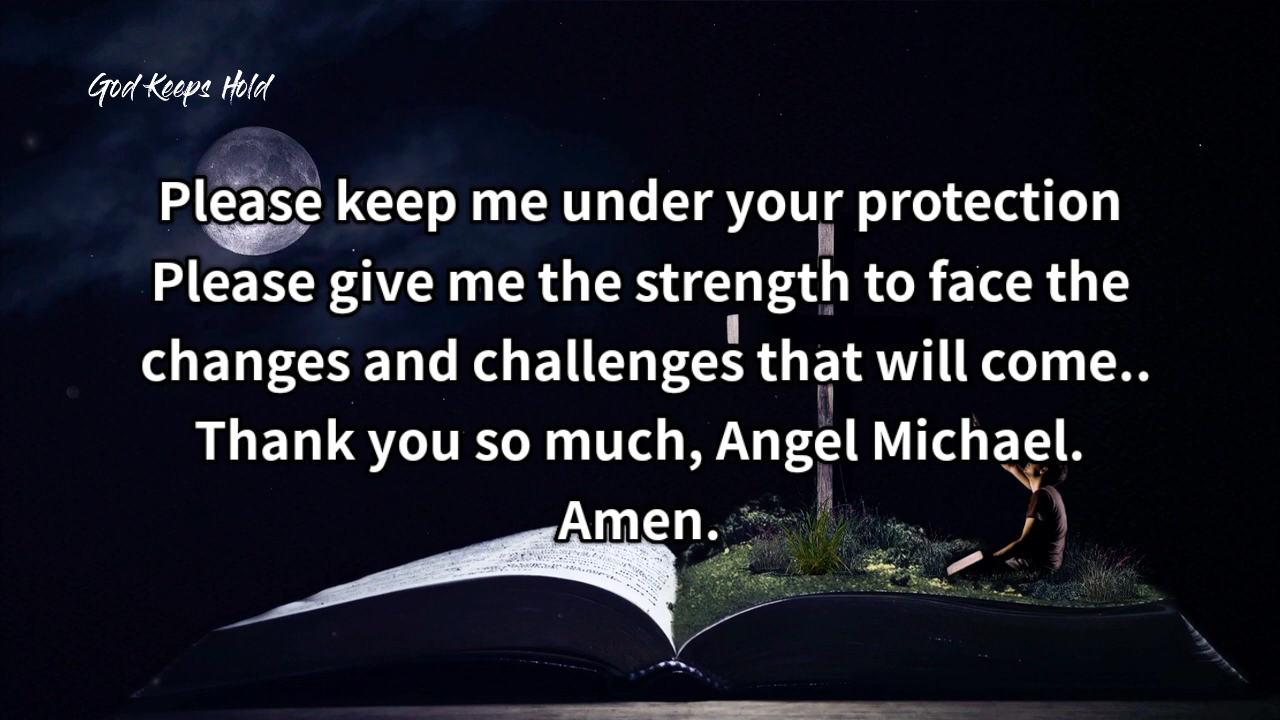 God Keeps Hold
Please keep me under your protection
Please give me the strength to face the
changes and challenges that will come..
Thank you so much, Angel Michael.
Amen.